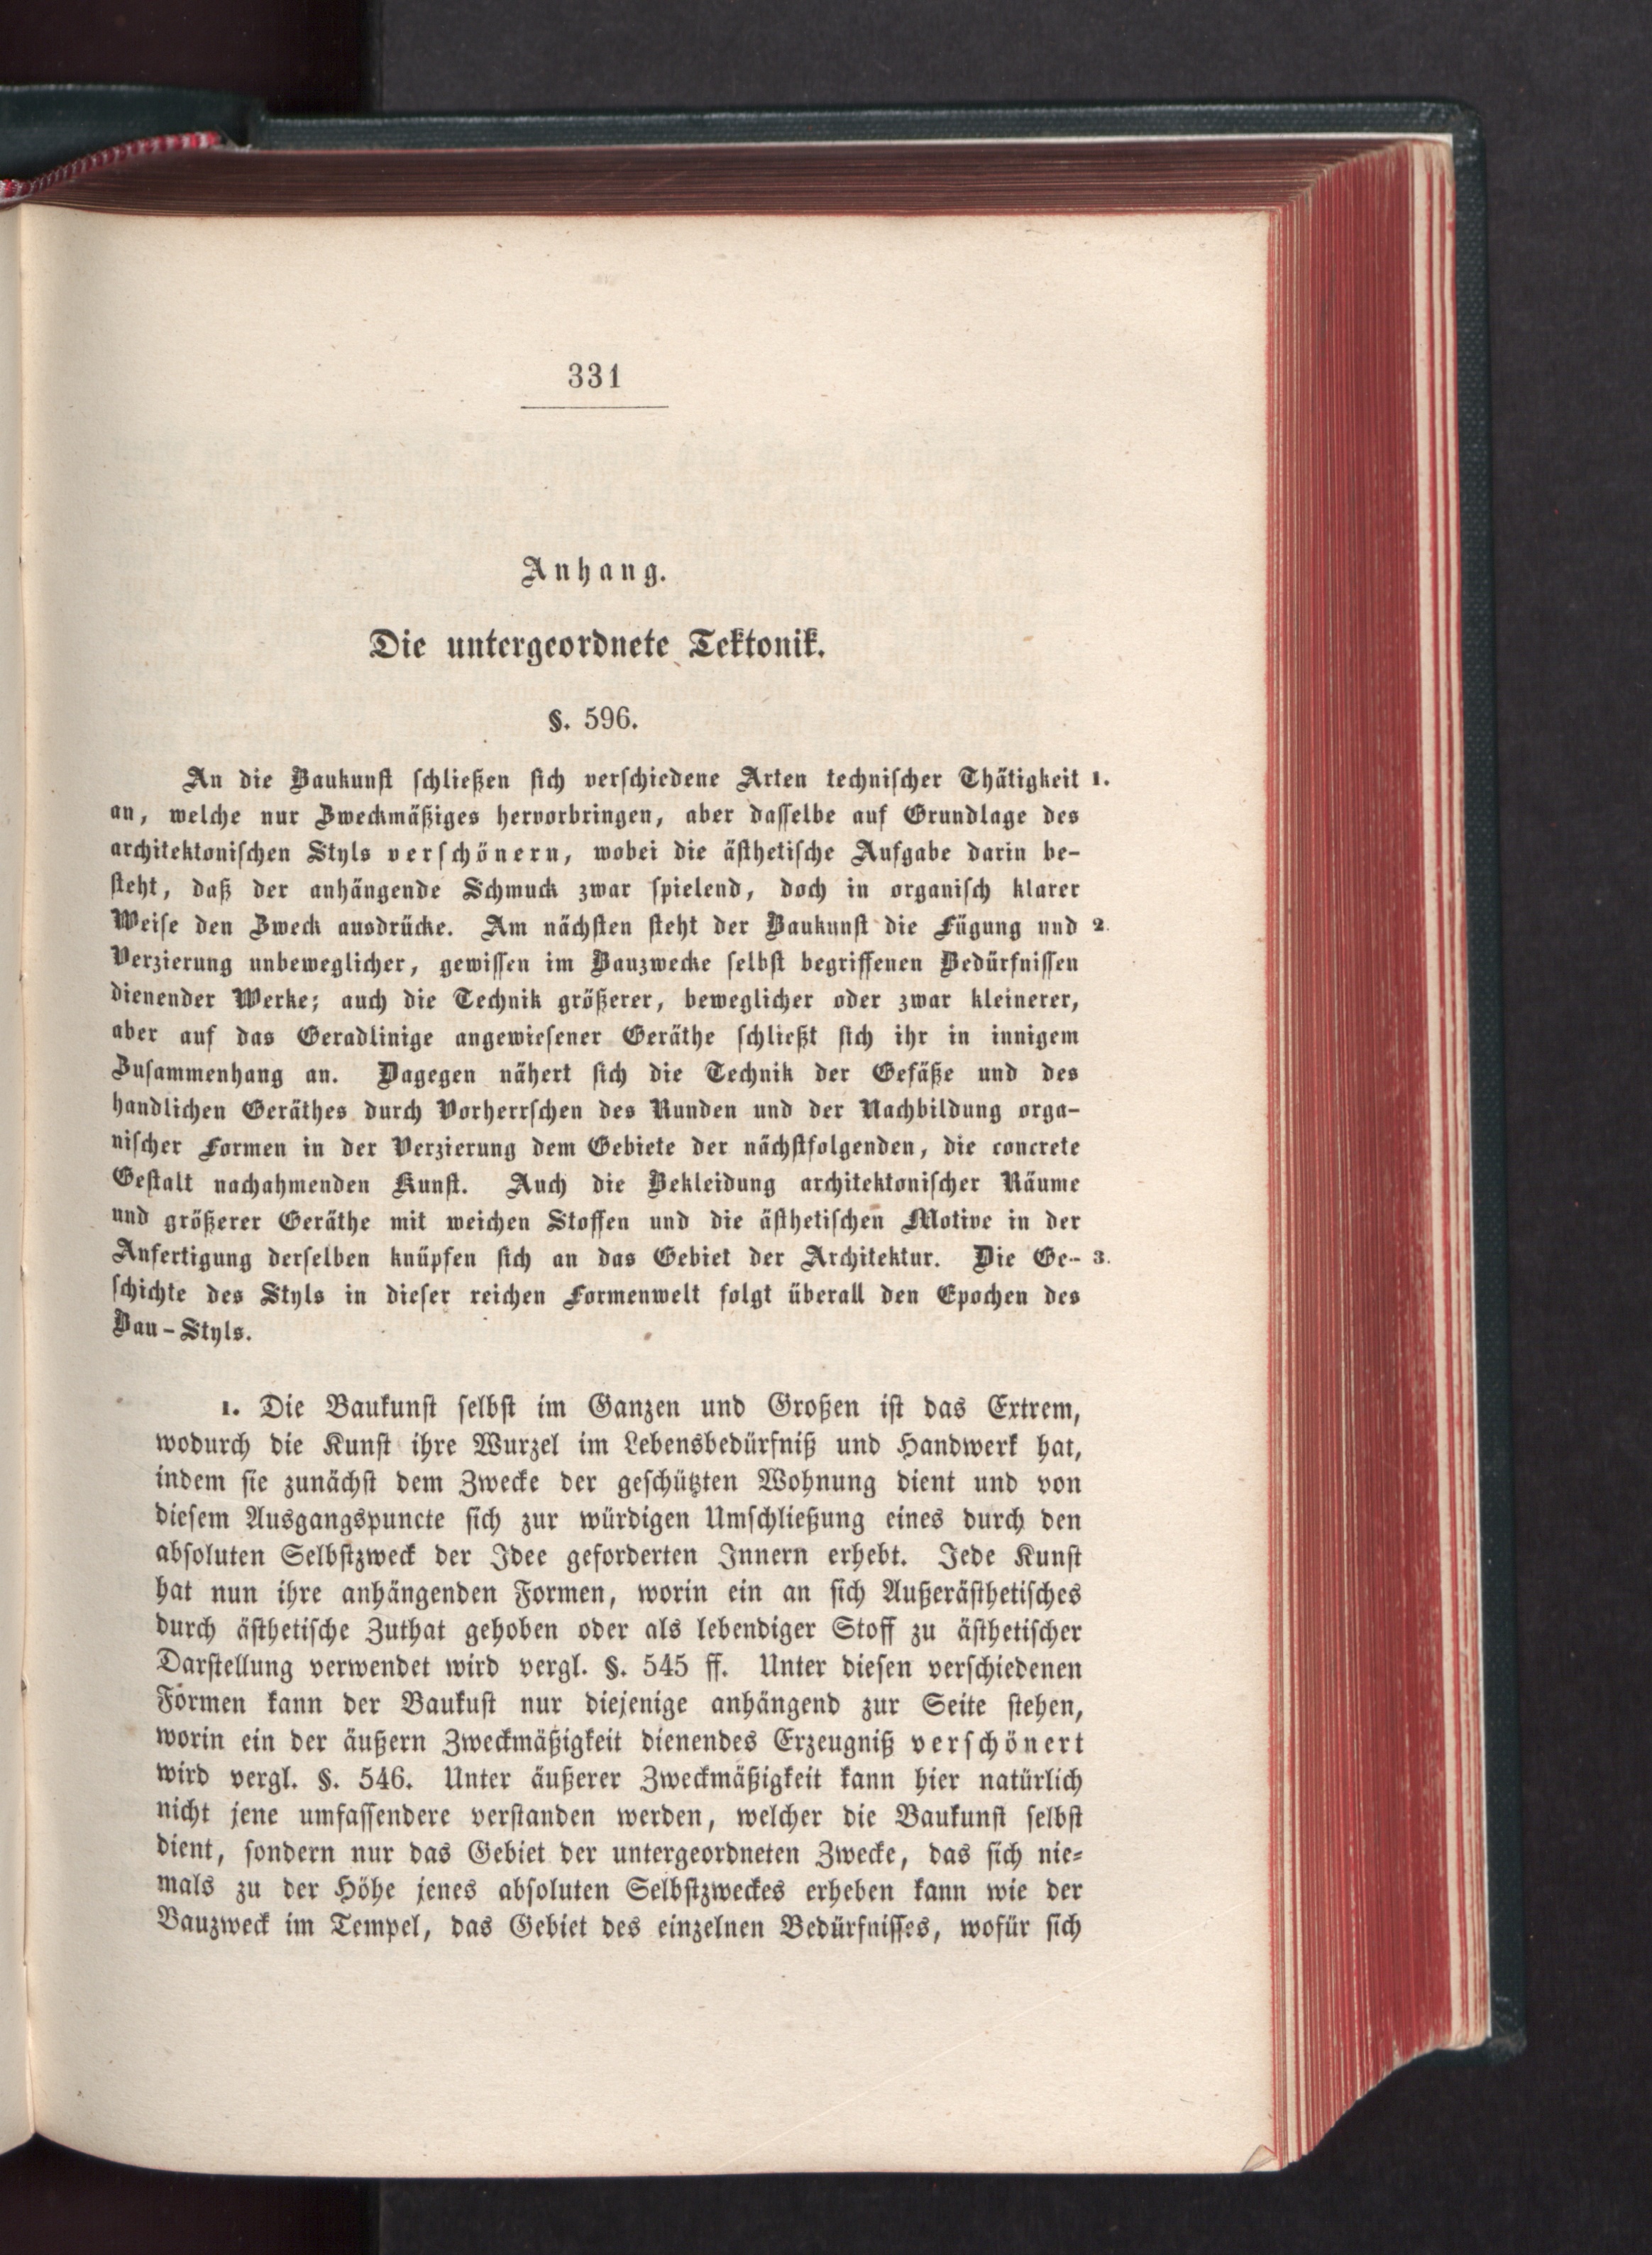 331
Anhang.
Die untergeordnete Tektonik.
§. 596.
An die Baukunst schließen sich verschiedene Arten technischer Thätigkeit 1.
an, welche nur Zweckmäßiges hervorbringen, aber dasselbe auf Grundlage des
architektonischen Styls verschönern, wobei die ästhetische Aufgabe darin be-
steht, daß der anhängende Schmuck zwar spielend, doch in organisch klarer
Weise den Zweck ausdrücke. Am nächsten steht der Baukunst die Fügung und 2.
Verzierung unbeweglicher, gewissen im Bauzwecke selbst begriffenen Bedürfnissen
dienender Werke; auch die Technik größerer, beweglicher oder zwar kleinerer,
aber auf das Geradlinige angewiesener Geräthe schließt sich ihr in innigem
Zusammenhang an. Dagegen nähert sich die Technik der Gefäße und des
handlichen Geräthes durch Vorherrschen des Runden und der Nachbildung orga-
nischer Formen in der Verzierung dem Gebiete der nächstfolgenden, die concrete
Gestalt nachahmenden Kunst. Auch die Bekleidung architektonischer Räume
und größerer Geräthe mit weichen Stoffen und die ästhetischen Motive in der
Anfertigung derselben knüpfen sich an das Gebiet der Architektur. Die Ge- 3.
schichte des Styls in dieser reichen Formenwelt folgt überall den Epochen des
Bau-Styls.
1. Die Baukunst selbst im Ganzen und Großen ist das Extrem,
wodurch die Kunst ihre Wurzel im Lebensbedürfniß und Handwerk hat,
indem sie zunächst dem Zwecke der geschützten Wohnung dient und von
diesem Ausgangspuncte sich zur würdigen Umschließung eines durch den
absoluten Selbstzweck der Idee geforderten Innern erhebt. Jede Kunst
hat nun ihre anhängenden Formen, worin ein an sich Außerästhetisches
durch ästhetische Zuthat gehoben oder als lebendiger Stoff zu ästhetischer
Darstellung verwendet wird vergl. §. 545 ff. Unter diesen verschiedenen
Formen kann der Baukust nur diejenige anhängend zur Seite stehen,
worin ein der äußern Zweckmäßigkeit dienendes Erzeugniß verschönert
wird vergl. §. 546. Unter äußerer Zweckmäßigkeit kann hier natürlich
nicht jene umfassendere verstanden werden, welcher die Baukunst selbst
dient, sondern nur das Gebiet der untergeordneten Zwecke, das sich nie-
mals zu der Höhe jenes absoluten Selbstzweckes erheben kann wie der
Bauzweck im Tempel, das Gebiet des einzelnen Bedürfnisses, wofür sich